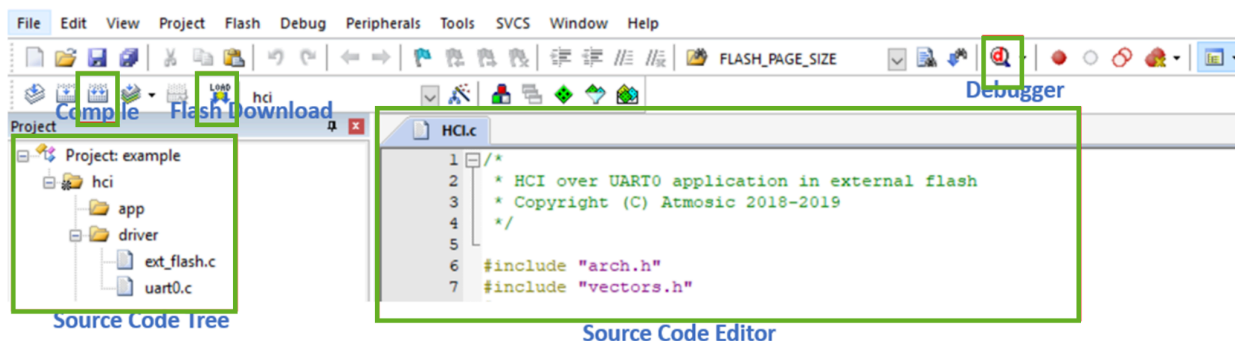 File Edit View Project Flash Debug Peripherals Tools SVCS Window Help
FLASH_PAGE_SIZE
LOAD
hci
Compile Flash Download Debugger
Project
HCI.c
Project: example
hci
app
driver
ext_flash.c
uart0.c
1 /*
2 * HCI over UART0 application in external flash
3 * Copyright (C) Atmosic 2018-2019
4 */
5
6 #include "arch.h"
7 #include "vectors.h"
Source Code Tree
Source Code Editor